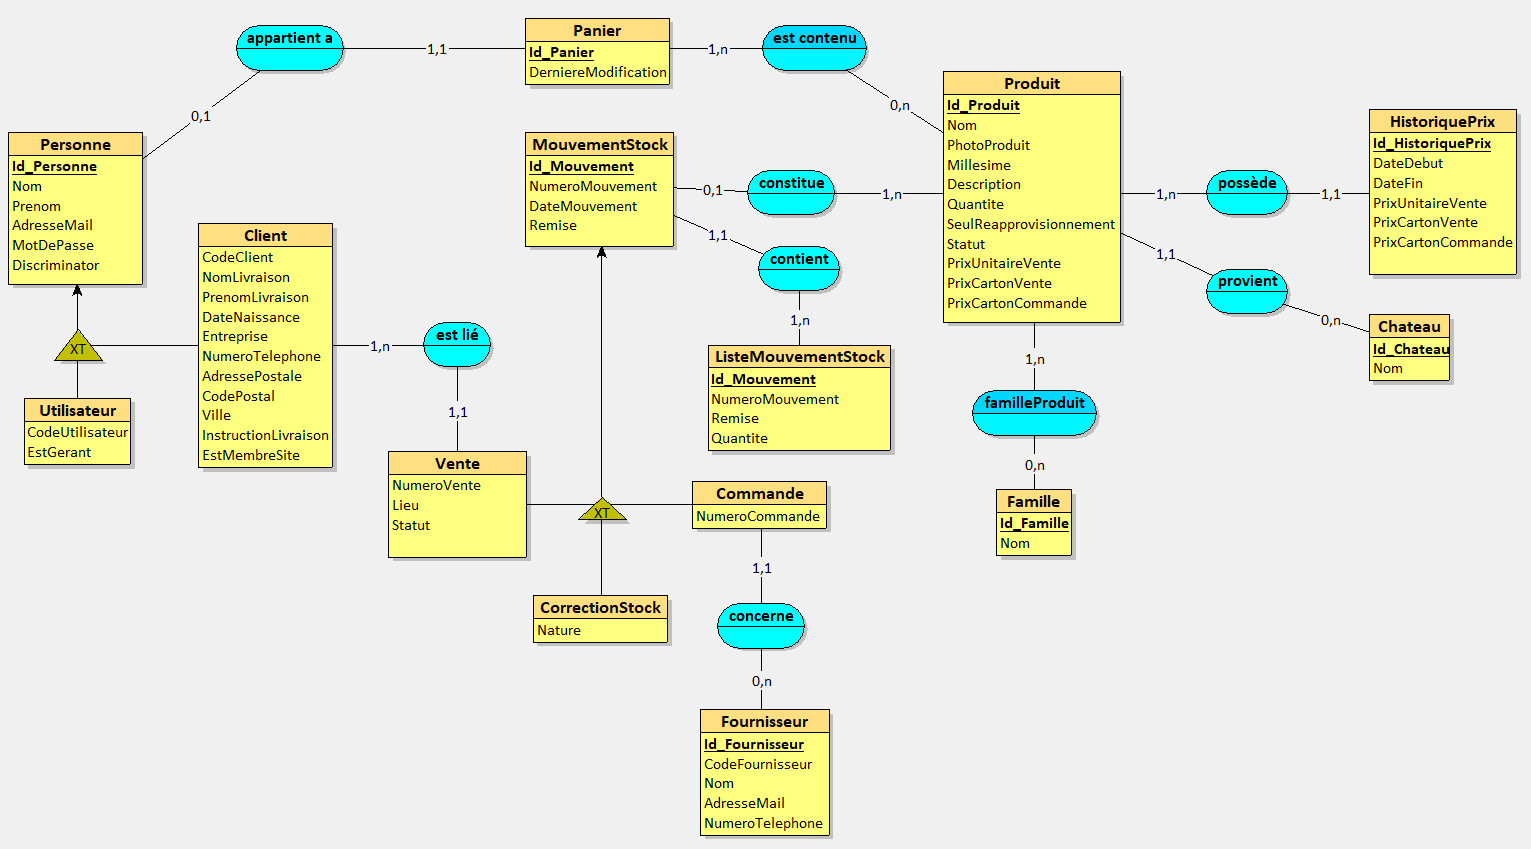 appartient a
1,1
0,1
Panier
Id_Panier
DerniereModification
1,n
est contenu
0,n
Personne
Id_Personne
Nom
Prenom
AdresseMail
MotDePasse
Discriminator
XT
Utilisateur
CodeUtilisateur
EstGerant
Client
CodeClient
NomLivraison
PrenomLivraison
DateNaissance
Entreprise
NumeroTelephone
AdressePostale
CodePostal
Ville
InstructionLivraison
EstMembreSite
1,n
est lié
1,1
Vente
NumeroVente
Lieu
Statut
MouvementStock
Id_Mouvement
NumeroMouvement
DateMouvement
Remise
0,1
constitue
1,n
1,1
contient
1,n
ListeMouvementStock
Id_Mouvement
NumeroMouvement
Remise
Quantite
XT
Commande
NumeroCommande
CorrectionStock
Nature
1,1
concerne
0,n
Fournisseur
Id_Fournisseur
CodeFournisseur
Nom
AdresseMail
NumeroTelephone
Produit
Id_Produit
Nom
PhotoProduit
Millesime
Description
Quantite
SeulReapprovisionnement
Statut
PrixUnitaireVente
PrixCartonVente
PrixCartonCommande
1,n
possède
1,1
HistoriquePrix
Id_HistoriquePrix
DateDebut
DateFin
PrixUnitaireVente
PrixCartonVente
PrixCartonCommande
1,1
provient
0,n
Chateau
Id_Chateau
Nom
1,n
familleProduit
0,n
Famille
Id_Famille
Nom